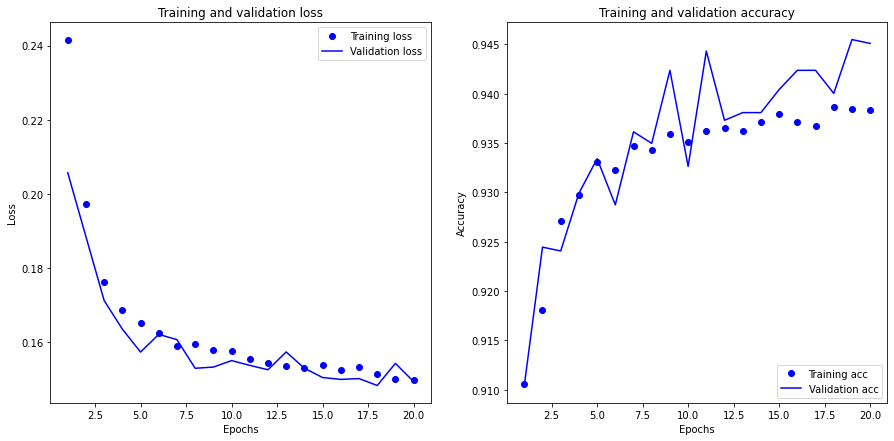 Training and validation loss
Training loss
Validation loss
0.24
0.22
0.20
0.18
0.16
Loss
2.5 5.0 7.5 10.0 12.5 15.0 17.5 20.0
Epochs
Training and validation accuracy
0.945
0.940
0.935
0.930
0.925
0.920
0.915
0.910
Accuracy
Training acc
Validation acc
2.5 5.0 7.5 10.0 12.5 15.0 17.5 20.0
Epochs